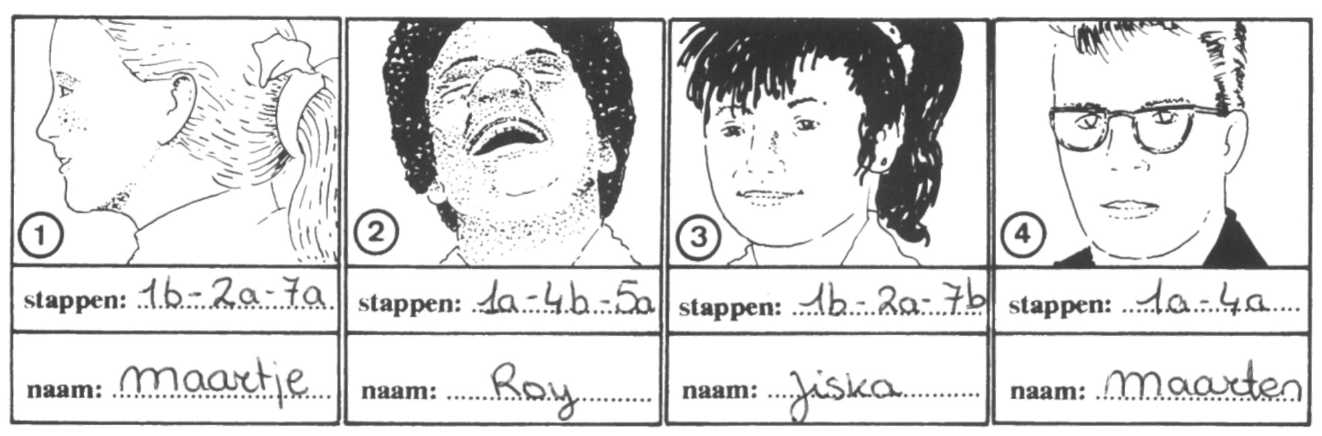 1 2 3 4
stappen: 1b-2a-7a stappen: 1a-4b-5a stappen: 1b-2a-7b stappen: 1a-4a
naam: Maartje naam: Roy naam: Jiska naam: Maarten